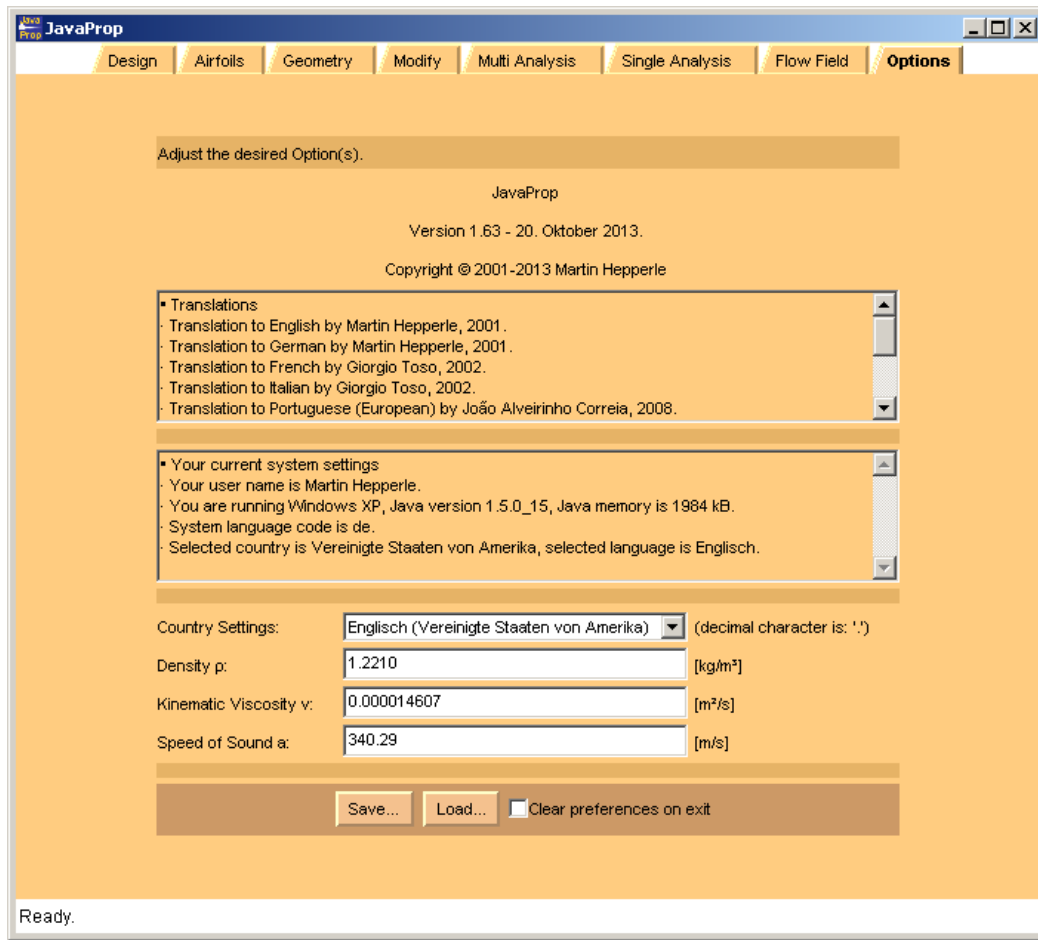 Java
Prop JavaProp
Design Airfoils Geometry Modify Multi Analysis Single Analysis Flow Field Options
Adjust the desired Option(s).
JavaProp
Version 1.63 - 20. Oktober 2013.
Copyright © 2001-2013 Martin Hepperle
▪ Translations
· Translation to English by Martin Hepperle, 2001.
· Translation to German by Martin Hepperle, 2001.
· Translation to French by Giorgio Toso, 2002.
· Translation to Italian by Giorgio Toso, 2002.
· Translation to Portuguese (European) by João Alveirinho Correia, 2008.
▪ Your current system settings
· Your user name is Martin Hepperle.
· You are running Windows XP, Java version 1.5.0_15, Java memory is 1984 kB.
· System language code is de.
· Selected country is Vereinigte Staaten von Amerika, selected language is Englisch.
Country Settings: Englisch (Vereinigte Staaten von Amerika) (decimal character is: '.')
Density ρ: 1.2210 [kg/m³]
Kinematic Viscosity ν: 0.000014607 [m²/s]
Speed of Sound a: 340.29 [m/s]
Save... Load... Clear preferences on exit
Ready.